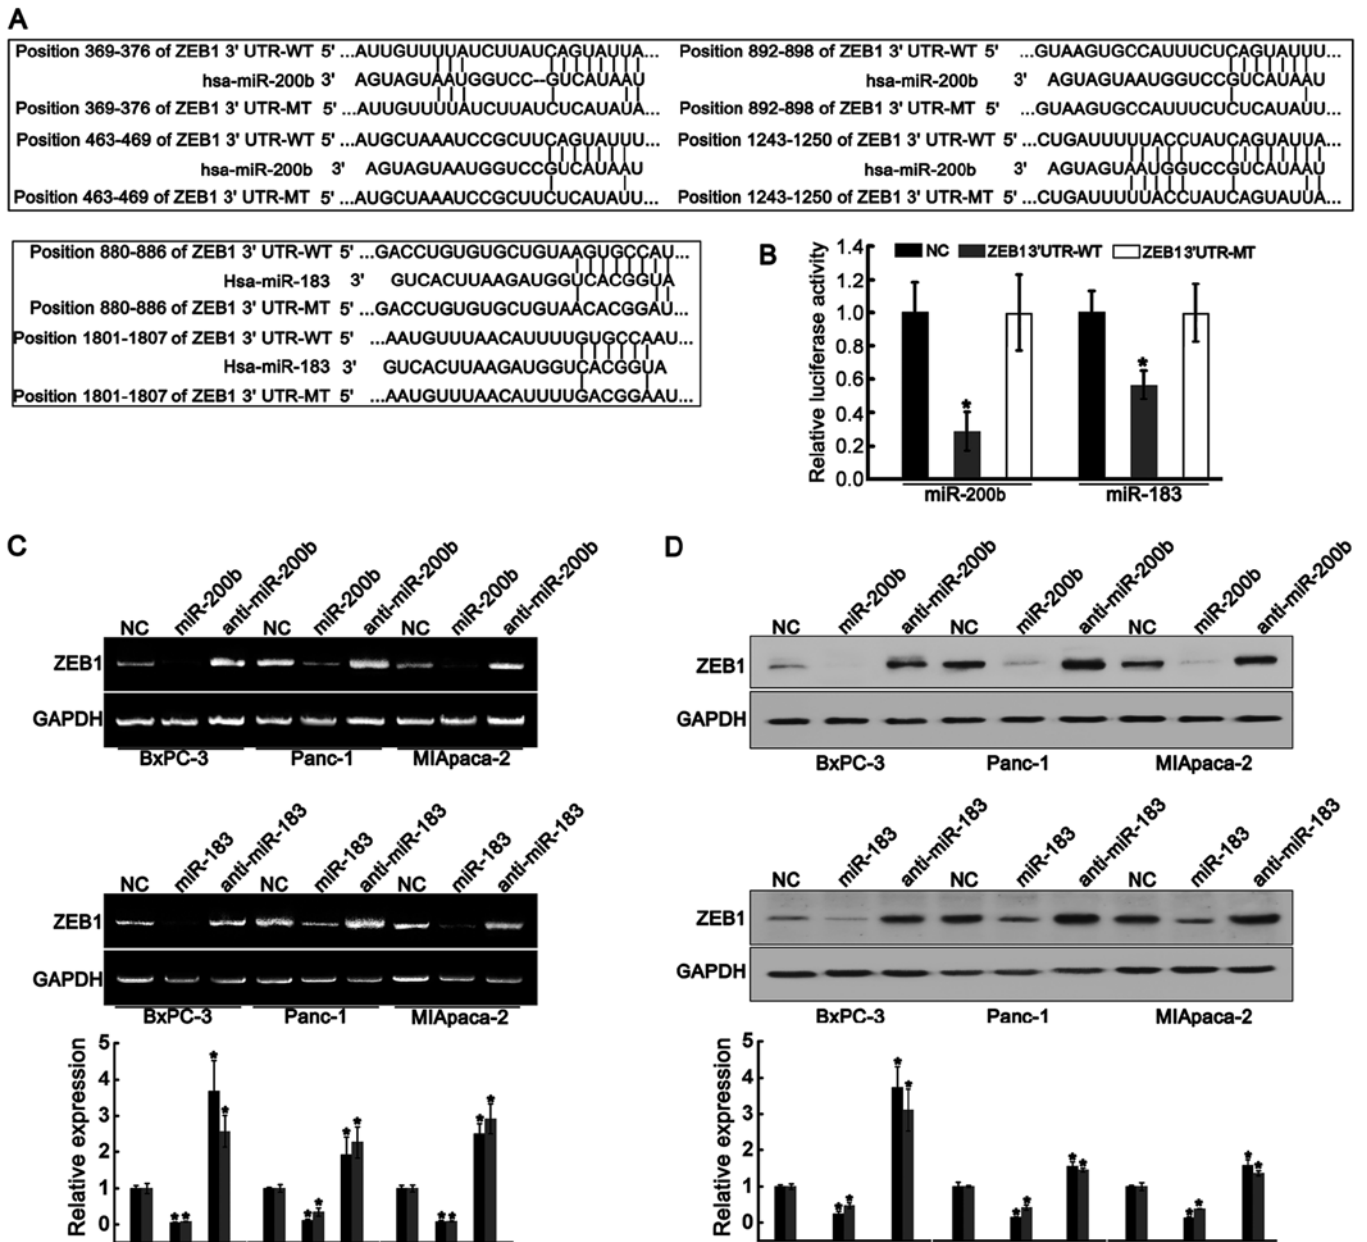 A
Position 369-376 of ZEB1 3' UTR-WT 5' ...AUUGUUUUAUCUUAUCAGUAUUA...
hsa-miR-200b 3' AGUAGUAAUGGUCC--GUCAUAAU
Position 369-376 of ZEB1 3' UTR-MT 5' ...AUUGUUUUAUCUUAUCUCAUAUA...
Position 463-469 of ZEB1 3' UTR-WT 5' ...AUGCUAAAUCCGCUUCAGUAUUU...
hsa-miR-200b 3' AGUAGUAAUGGUCCGUCAUAAU
Position 463-469 of ZEB1 3' UTR-MT 5' ...AUGCUAAAUCCGCUUCUCAUAUU...
Position 892-898 of ZEB1 3' UTR-WT 5' ...GUAAGUGCCAUUUCUCAGUAUUU...
hsa-miR-200b 3' AGUAGUAAUGGUCCGUCAUAAU
Position 892-898 of ZEB1 3' UTR-MT 5' ...GUAAGUGCCAUUUCUCUCAUAUU...
Position 1243-1250 of ZEB1 3' UTR-WT 5' ...CUGAUUUUUUACCUAUCAGUAUUA...
hsa-miR-200b 3' AGUAGUAAUGGUCCGUCAUAAU
Position 1243-1250 of ZEB1 3' UTR-MT 5' ...CUGAUUUUUUACCUAUCAGUAUUA...
Position 880-886 of ZEB1 3' UTR-WT 5' ...GACCUGUGUGCUGUAAGUGCCAU...
Hsa-miR-183 3' GUCACUUAAGAUGGUCACGGUA
Position 880-886 of ZEB1 3' UTR-MT 5' ...GACCUGUGUGCUGUAACACGGAU...
Position 1801-1807 of ZEB1 3' UTR-WT 5' ...AAUGUUUAACAUUUUGUGCCAAU...
Hsa-miR-183 3' GUCACUUAAGAUGGUCACGGUA
Position 1801-1807 of ZEB1 3' UTR-MT 5' ...AAUGUUUAACAUUUUGACGGAAU...
B
Relative luciferase activity
1.4
1.2
1.0
0.8
0.6
0.4
0.2
0.0
NC ZEB13'UTR-WT ZEB13'UTR-MT
* *
miR-200b miR-183
C
NC miR-200b anti-miR-200b NC miR-200b anti-miR-200b NC miR-200b anti-miR-200b
ZEB1
GAPDH
BxPC-3 Panc-1 MIApaca-2
NC miR-183 anti-miR-183 NC miR-183 anti-miR-183 NC miR-183 anti-miR-183
ZEB1
GAPDH
BxPC-3 Panc-1 MIApaca-2
Relative expression
5
4
3
2
1
0
* * * * * * * * * * * *
D
NC miR-200b anti-miR-200b NC miR-200b anti-miR-200b NC miR-200b anti-miR-200b
ZEB1
GAPDH
BxPC-3 Panc-1 MIApaca-2
NC miR-183 anti-miR-183 NC miR-183 anti-miR-183 NC miR-183 anti-miR-183
ZEB1
GAPDH
BxPC-3 Panc-1 MIApaca-2
Relative expression
5
4
3
2
1
0
* * * * * * * * * * * *